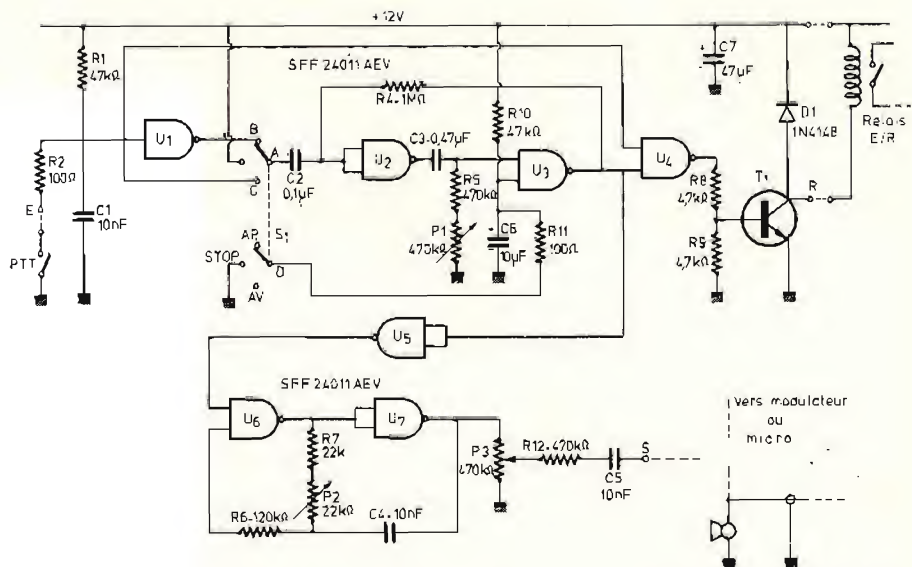 +12V
R1
47kΩ
SFF 24011 AEV
R4-1MΩ
C7
47µF
R10
47kΩ
D1
1N4148
Relais
E/R
U1
B
A
C
C2
0,1µF
U2
C3-0,47µF
U3
U4
R2
100Ω
E
PTT
C1
10nF
R5
470kΩ
P1
470kΩ
C6
10µF
R11
100Ω
R8
4,7kΩ
R9
4,7kΩ
T1
R
S1
AR
STOP
D
AV
U5
SFF 24011 AEV
U6
U7
R7
22k
P2
22kΩ
R6-120kΩ
C4-10nF
P3
470kΩ
R12-470kΩ
C5
10nF
S
vers modulateur
ou
micro